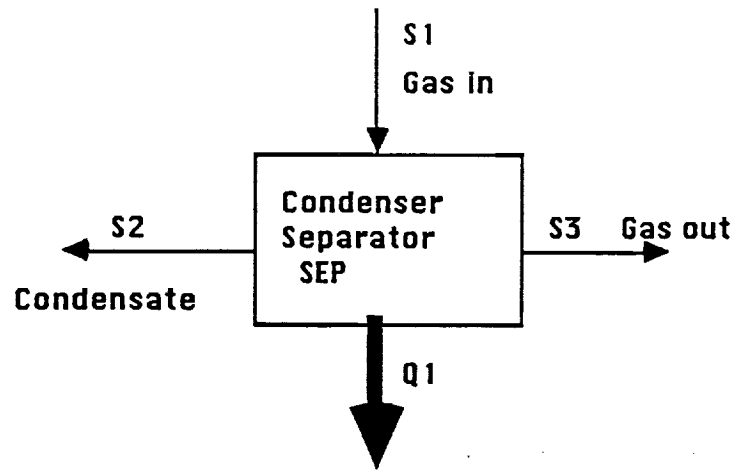 S1
Gas in
Condenser
Separator
SEP
S2
Condensate
S3 Gas out
Q1